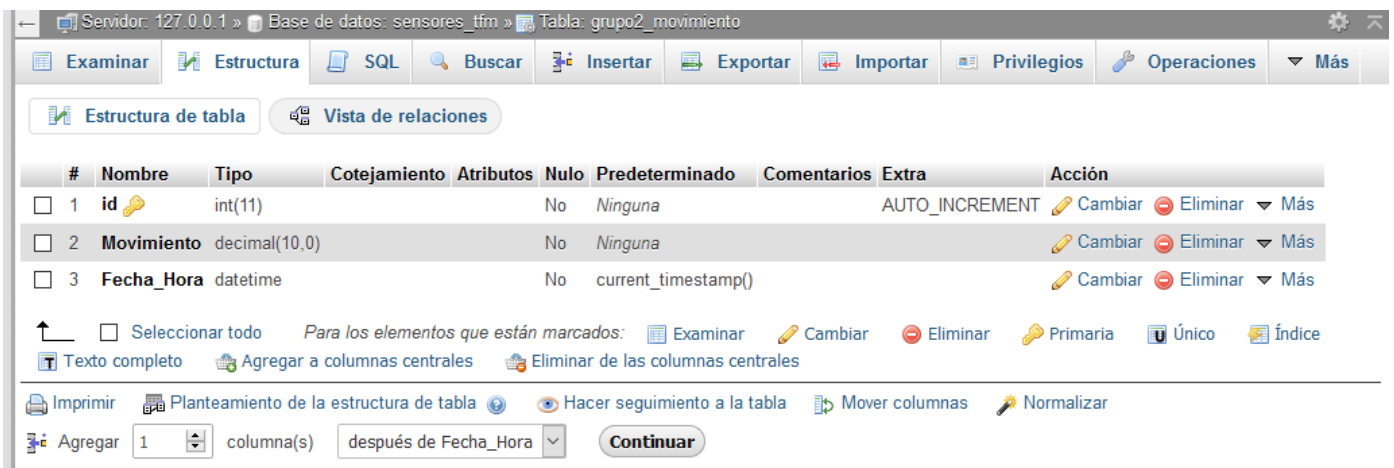 Servidor: 127.0.0.1 » Base de datos: sensores_tfm » Tabla: grupo2_movimiento
Examinar Estructura SQL Buscar Insertar Exportar Importar Privilegios Operaciones Más
Estructura de tabla Vista de relaciones
# Nombre Tipo Cotejamiento Atributos Nulo Predeterminado Comentarios Extra Acción
1 id int(11) No Ninguna AUTO_INCREMENT Cambiar Eliminar Más
2 Movimiento decimal(10,0) No Ninguna Cambiar Eliminar Más
3 Fecha_Hora datetime No current_timestamp() Cambiar Eliminar Más
Seleccionar todo Para los elementos que están marcados: Examinar Cambiar Eliminar Primaria Único Índice
Texto completo Agregar a columnas centrales Eliminar de las columnas centrales
Imprimir Planteamiento de la estructura de tabla Hacer seguimiento a la tabla Mover columnas Normalizar
Agregar 1 columna(s) después de Fecha_Hora Continuar